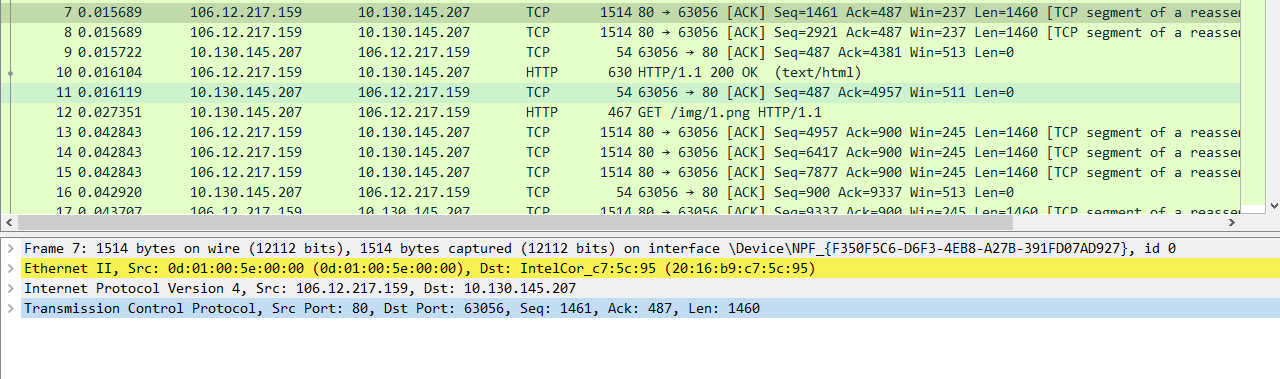 7 0.015689 106.12.217.159 10.130.145.207 TCP 1514 80 → 63056 [ACK] Seq=1461 Ack=487 Win=237 Len=1460 [TCP segment of a reassem
8 0.015689 106.12.217.159 10.130.145.207 TCP 1514 80 → 63056 [ACK] Seq=2921 Ack=487 Win=237 Len=1460 [TCP segment of a reassem
9 0.015722 10.130.145.207 106.12.217.159 TCP 54 63056 → 80 [ACK] Seq=487 Ack=4381 Win=513 Len=0
10 0.016104 106.12.217.159 10.130.145.207 HTTP 630 HTTP/1.1 200 OK (text/html)
11 0.016119 10.130.145.207 106.12.217.159 TCP 54 63056 → 80 [ACK] Seq=487 Ack=4957 Win=511 Len=0
12 0.027351 10.130.145.207 106.12.217.159 HTTP 467 GET /img/1.png HTTP/1.1
13 0.042843 106.12.217.159 10.130.145.207 TCP 1514 80 → 63056 [ACK] Seq=4957 Ack=900 Win=245 Len=1460 [TCP segment of a reassem
14 0.042843 106.12.217.159 10.130.145.207 TCP 1514 80 → 63056 [ACK] Seq=6417 Ack=900 Win=245 Len=1460 [TCP segment of a reassem
15 0.042843 106.12.217.159 10.130.145.207 TCP 1514 80 → 63056 [ACK] Seq=7877 Ack=900 Win=245 Len=1460 [TCP segment of a reassem
16 0.042920 10.130.145.207 106.12.217.159 TCP 54 63056 → 80 [ACK] Seq=900 Ack=9337 Win=513 Len=0
17 0.043707 106.12.217.159 10.130.145.207 TCP 1514 80 → 63056 [ACK] Seq=9337 Ack=900 Win=245 Len=1460 [TCP segment of a reassem
Frame 7: 1514 bytes on wire (12112 bits), 1514 bytes captured (12112 bits) on interface \Device\NPF_{F350F5C6-D6F3-4EB8-A27B-391FD07AD927}, id 0
Ethernet II, Src: 0d:01:00:5e:00:00 (0d:01:00:5e:00:00), Dst: IntelCor_c7:5c:95 (20:16:b9:c7:5c:95)
Internet Protocol Version 4, Src: 106.12.217.159, Dst: 10.130.145.207
Transmission Control Protocol, Src Port: 80, Dst Port: 63056, Seq: 1461, Ack: 487, Len: 1460